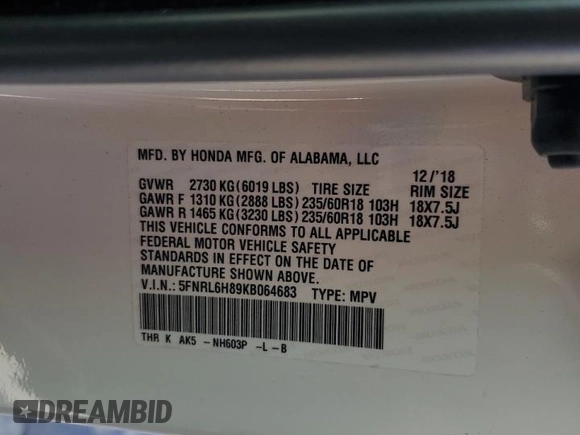 MFD. BY HONDA MFG. OF ALABAMA, LLC 12/'18
GVWR 2730 KG(6019 LBS) TIRE SIZE RIM SIZE
GAWR F 1310 KG(2888 LBS)235/60R18 103H 18X7.5J
GAWR R 1465 KG(3230 LBS)235/60R18 103H 18X7.5J
THIS VEHICLE CONFORMS TO ALL APPLICABLE
FEDERAL MOTOR VEHICLE SAFETY
STANDARDS IN EFFECT ON THE DATE OF
MANUFACTURE SHOWN ABOVE.
V.I.N.: 5FNRL6H89KB064683 TYPE: MPV
THR K AK5 - NH603P -L -B
DREAMBID